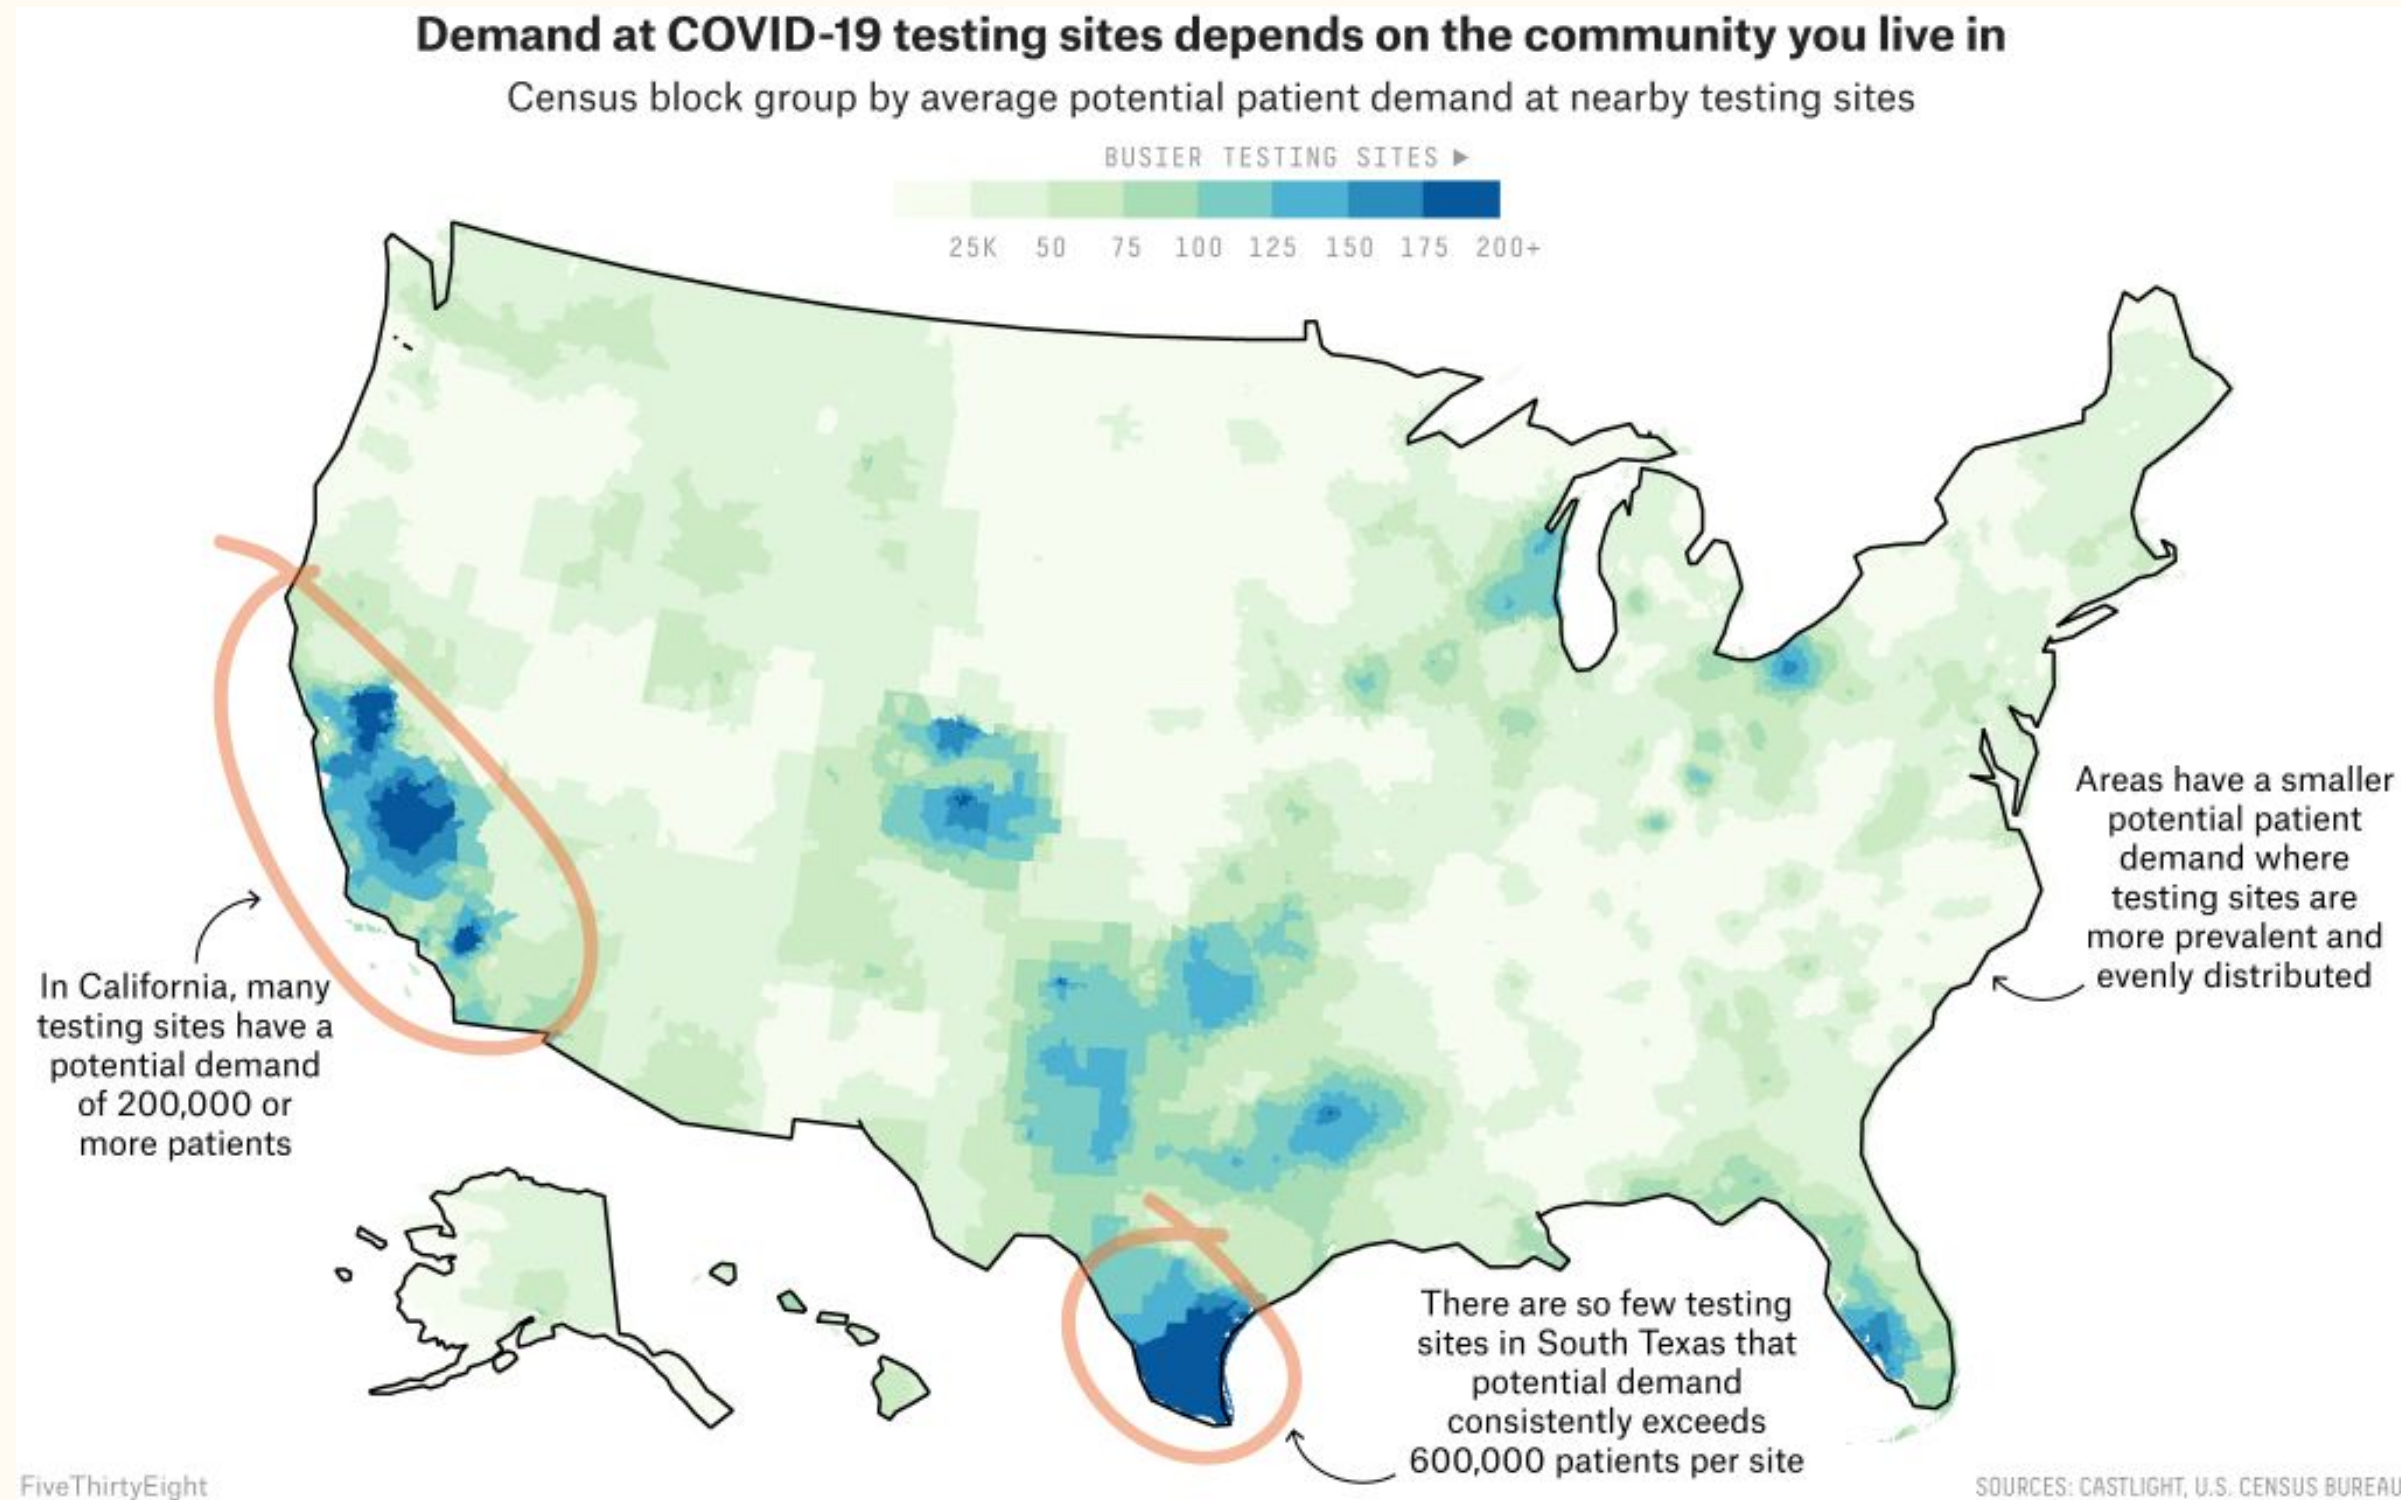 Demand at COVID-19 testing sites depends on the community you live in
Census block group by average potential patient demand at nearby testing sites
BUSIER TESTING SITES ▶
25K 50 75 100 125 150 175 200+
Areas have a smaller
potential patient
demand where
testing sites are
more prevalent and
evenly distributed
In California, many
testing sites have a
potential demand
of 200,000 or
more patients
There are so few testing
sites in South Texas that
potential demand
consistently exceeds
600,000 patients per site
FiveThirtyEight
SOURCES: CASTLIGHT, U.S. CENSUS BUREAU